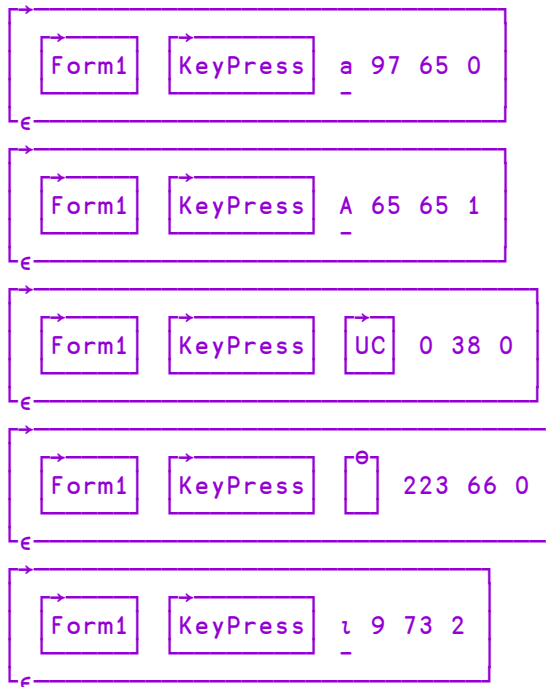 Form1 KeyPress a 97 65 0
Form1 KeyPress A 65 65 1
Form1 KeyPress UC 0 38 0
Form1 KeyPress 223 66 0
Form1 KeyPress ⍳ 9 73 2